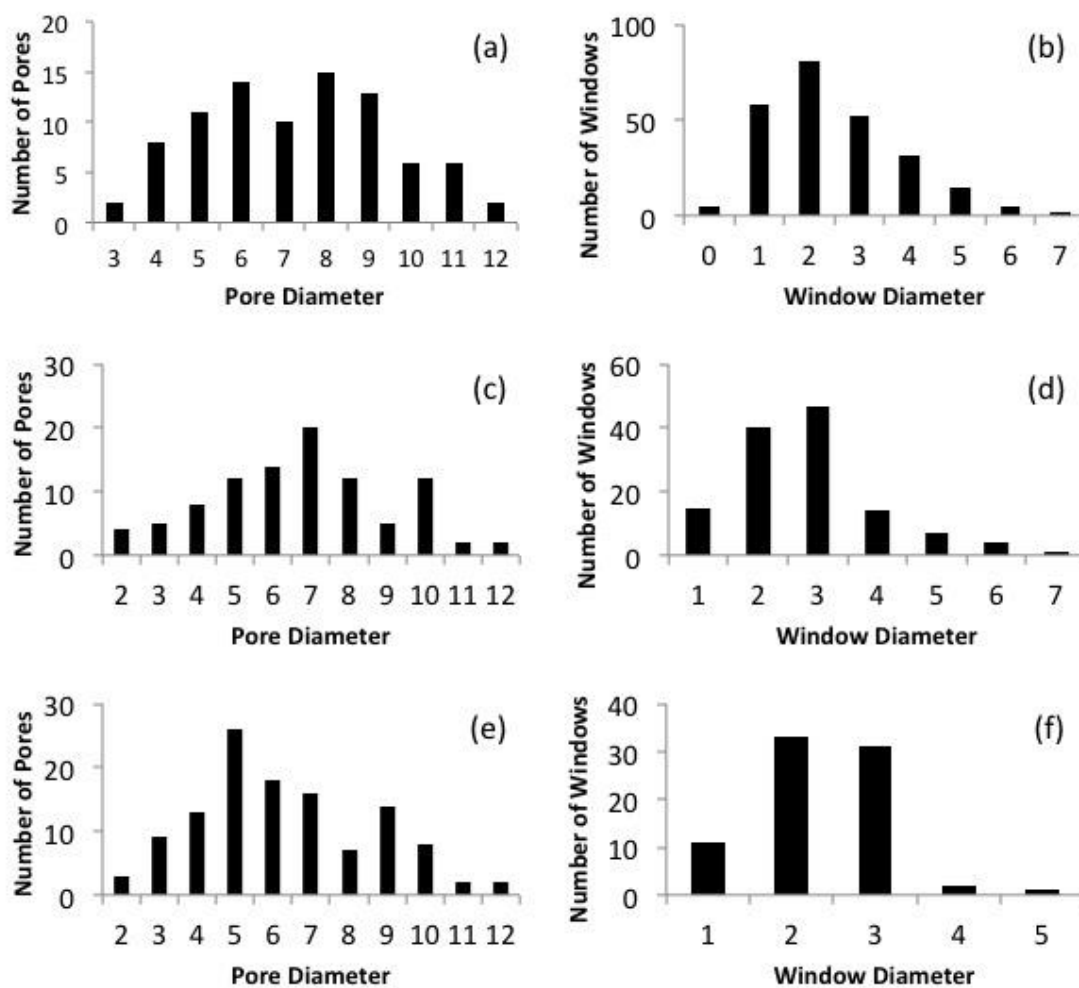 (a)
Number of Pores
20
15
10
5
0
3 4 5 6 7 8 9 10 11 12
Pore Diameter
(b)
Number of Windows
100
50
0
0 1 2 3 4 5 6 7
Window Diameter
(c)
Number of Pores
30
20
10
0
2 3 4 5 6 7 8 9 10 11 12
Pore Diameter
(d)
Number of Windows
60
40
20
0
1 2 3 4 5 6 7
Window Diameter
(e)
Number of Pores
30
20
10
0
2 3 4 5 6 7 8 9 10 11 12
Pore Diameter
(f)
Number of Windows
40
30
20
10
0
1 2 3 4 5
Window Diameter